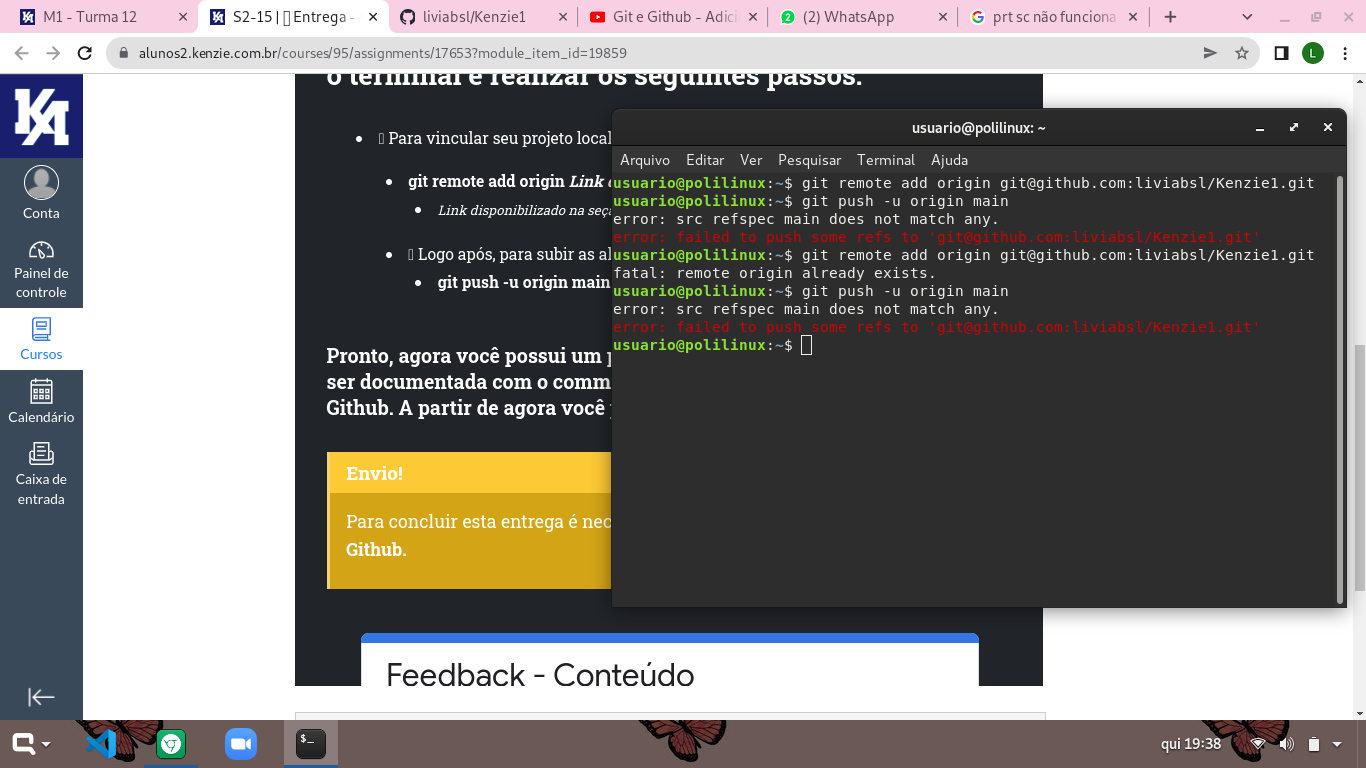 M1 - Turma 12
S2-15 | Entrega -
liviabsl/Kenzie1
Git e Github - Adici
(2) WhatsApp
prt sc não funciona
alunos2.kenzie.com.br/courses/95/assignments/17653?module_item_id=19859
L
o terminal e realizar os seguintes passos:
Para vincular seu projeto local
git remote add origin Link
Link disponibilizado na seç
Logo após, para subir as al
git push -u origin main
Pronto, agora você possui um
ser documentada com o comm
Github. A partir de agora você
Envio!
Para concluir esta entrega é nec
Github.
Feedback - Conteúdo
Conta
Painel de
controle
Cursos
Calendário
Caixa de
entrada
usuario@polilinux: ~
Arquivo Editar Ver Pesquisar Terminal Ajuda
usuario@polilinux:~$ git remote add origin git@github.com:liviabsl/Kenzie1.git
usuario@polilinux:~$ git push -u origin main
error: src refspec main does not match any.
error: failed to push some refs to 'git@github.com:liviabsl/Kenzie1.git'
usuario@polilinux:~$ git remote add origin git@github.com:liviabsl/Kenzie1.git
fatal: remote origin already exists.
usuario@polilinux:~$ git push -u origin main
error: src refspec main does not match any.
error: failed to push some refs to 'git@github.com:liviabsl/Kenzie1.git'
usuario@polilinux:~$
qui 19:38